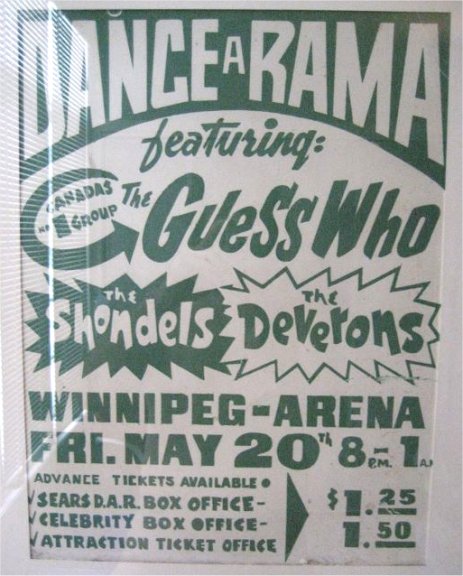 DANCE A RAMA
featuring:
CANADAS
No. 1 GROUP
The Guess Who
The Shondels
The Deverons
WINNIPEG-ARENA
FRI. MAY 20th 8 P.M. - 1 A.M.
ADVANCE TICKETS AVAILABLE
SEARS D.A.R. BOX OFFICE-
CELEBRITY BOX OFFICE-
ATTRACTION TICKET OFFICE
$1.25
1.50